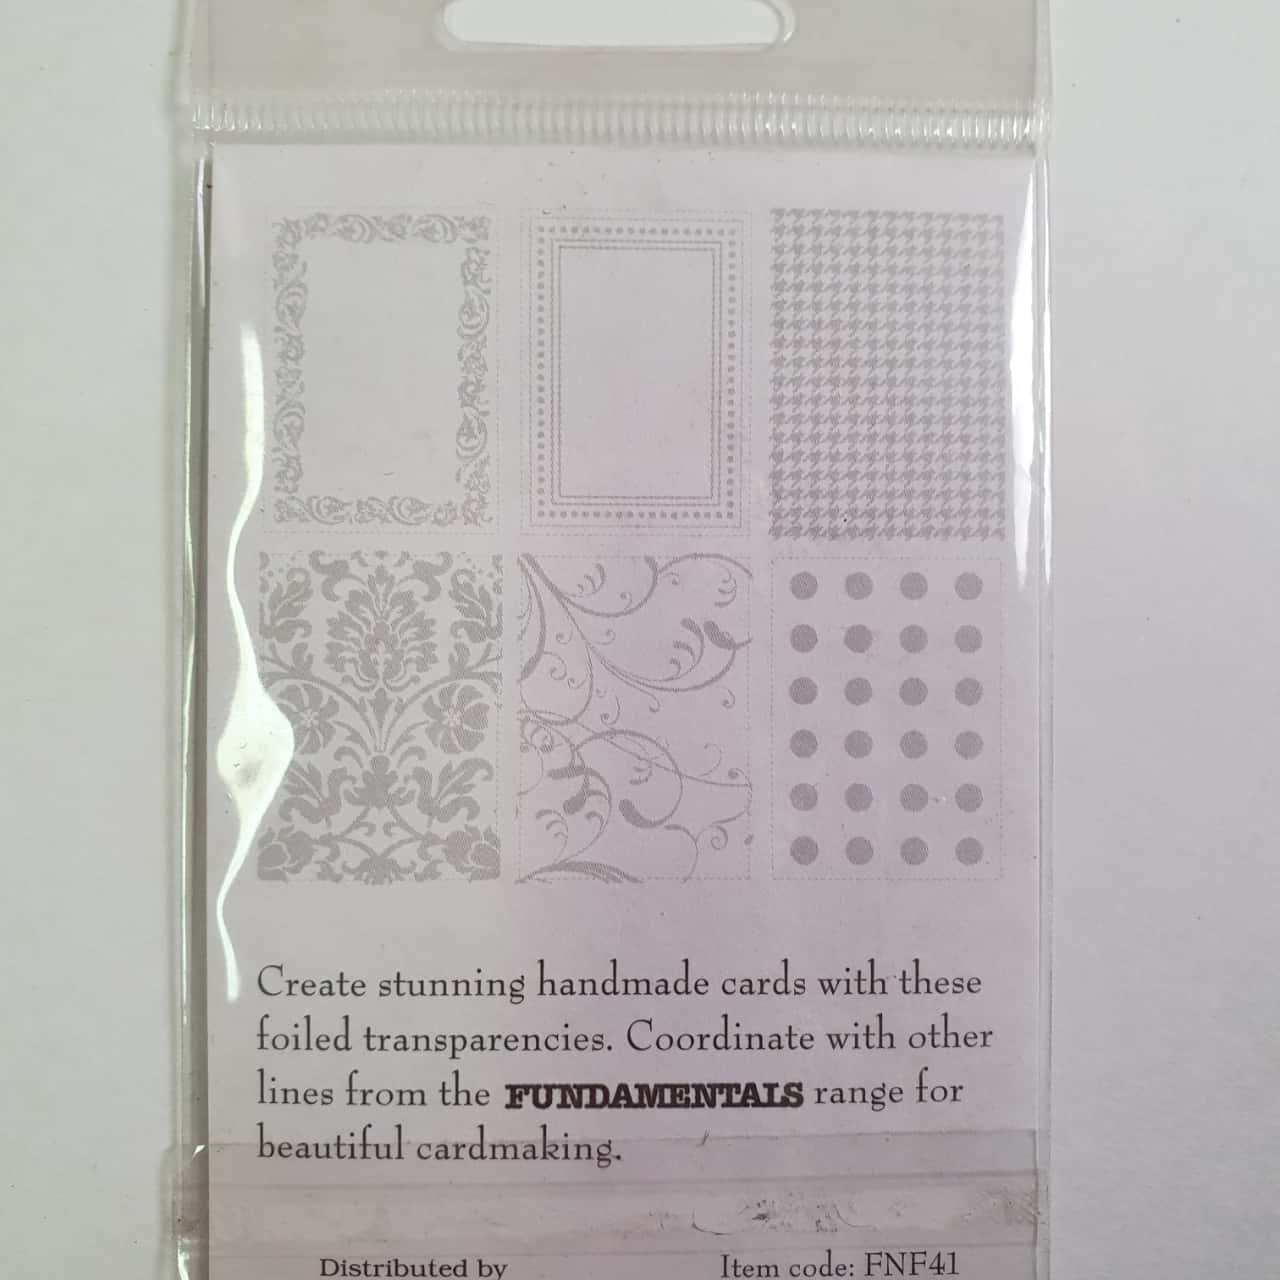 Create stunning handmade cards with these
foiled transparencies. Coordinate with other
lines from the FUNDAMENTALS range for
beautiful cardmaking.
Distributed by
Item code: FNF41